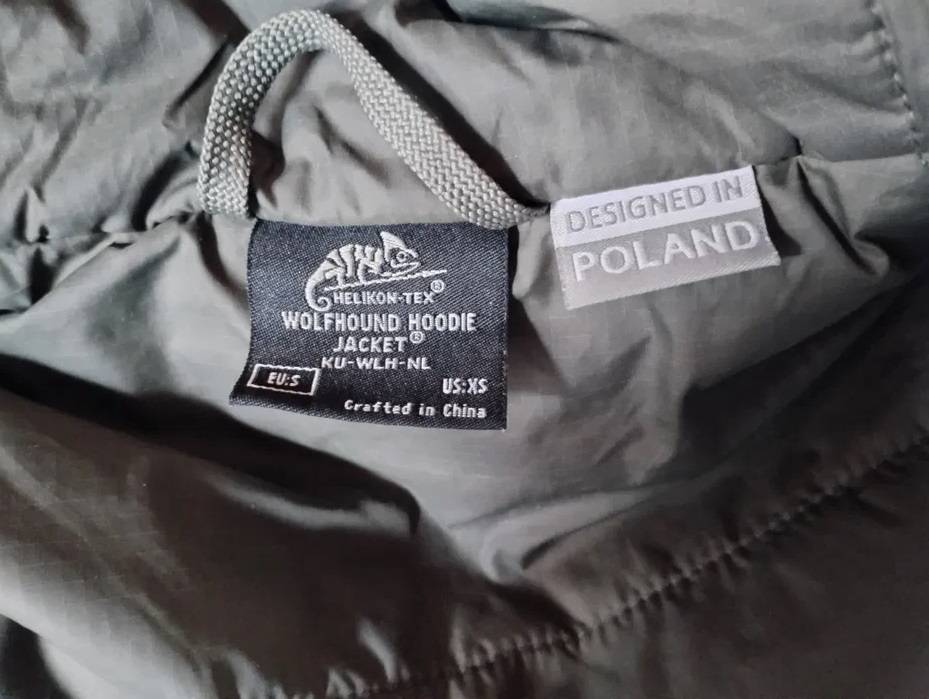 HELIKON-TEX®
WOLFHOUND HOODIE
JACKET®
KU-WLH-NL
EU:S
US:XS
Crafted in China
DESIGNED IN
POLAND